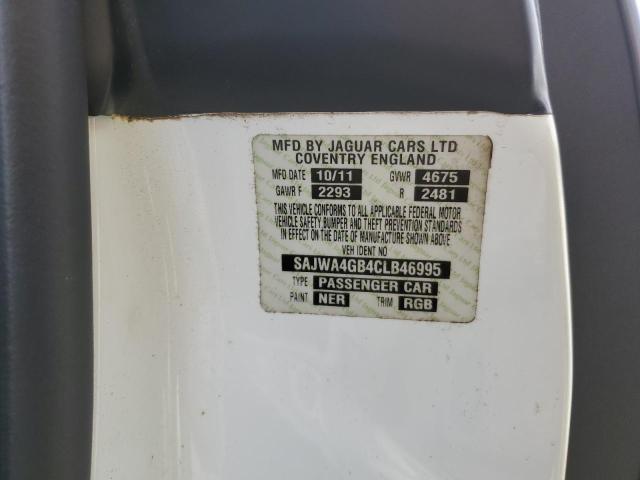 MFD BY JAGUAR CARS LTD
COVENTRY ENGLAND
MFD DATE 10/11 GVWR 4675
GAWR F 2293 R 2481
THIS VEHICLE CONFORMS TO ALL APPLICABLE FEDERAL MOTOR
VEHICLE SAFETY BUMPER AND THEFT PREVENTION STANDARDS
IN EFFECT ON THE DATE OF MANUFACTURE SHOWN ABOVE
VEH IDENT No
SAJWA4GB4CLB46995
TYPE PASSENGER CAR
PAINT NER TRIM RGB